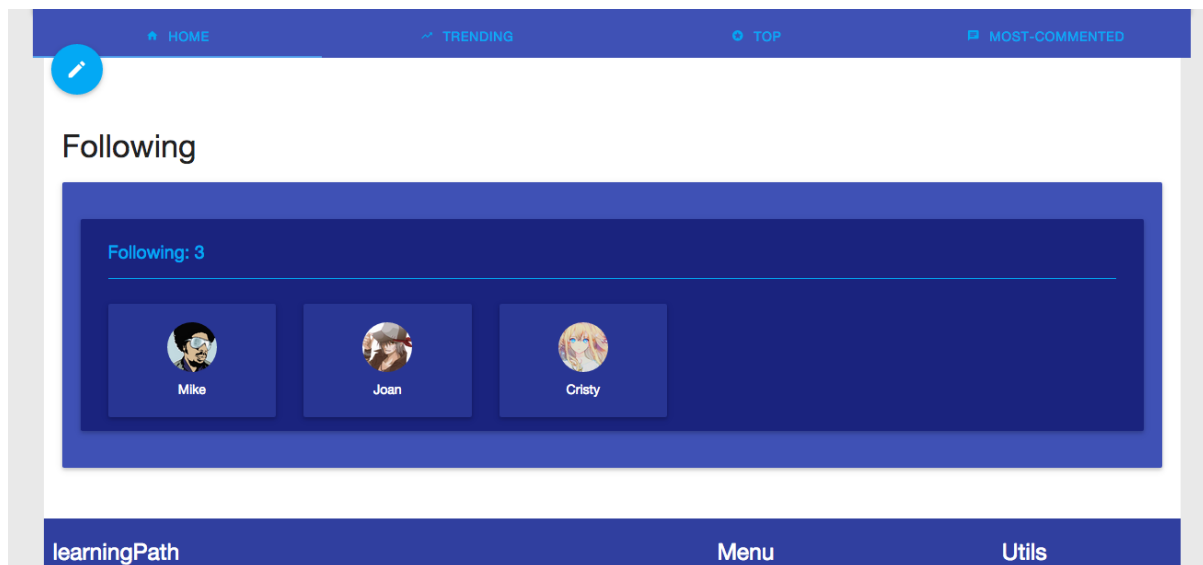 HOME TRENDING TOP MOST-COMMENTED
Following
Following: 3
Mike Joan Cristy
learningPath Menu Utils